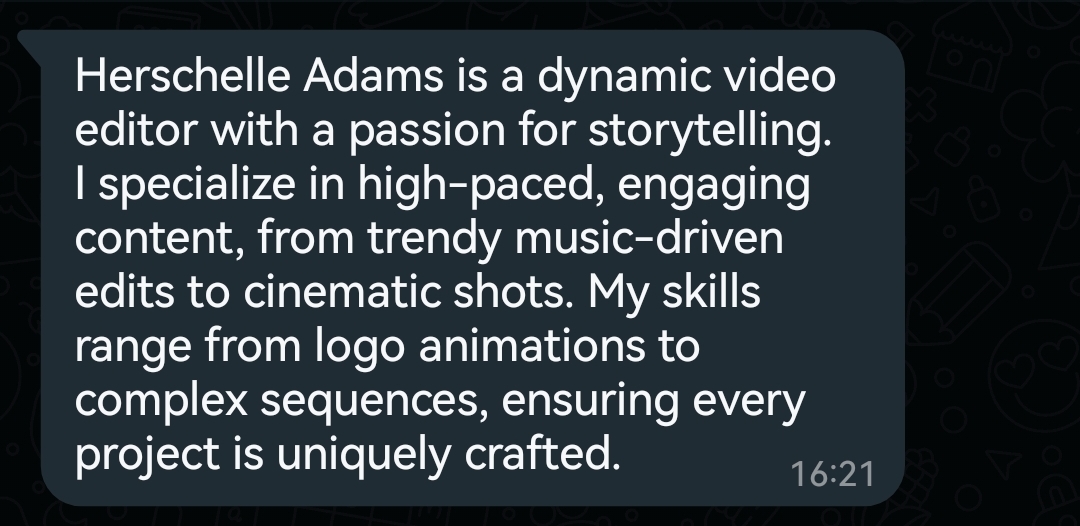 Herschelle Adams is a dynamic video
editor with a passion for storytelling.
I specialize in high-paced, engaging
content, from trendy music-driven
edits to cinematic shots. My skills
range from logo animations to
complex sequences, ensuring every
project is uniquely crafted.
16:21